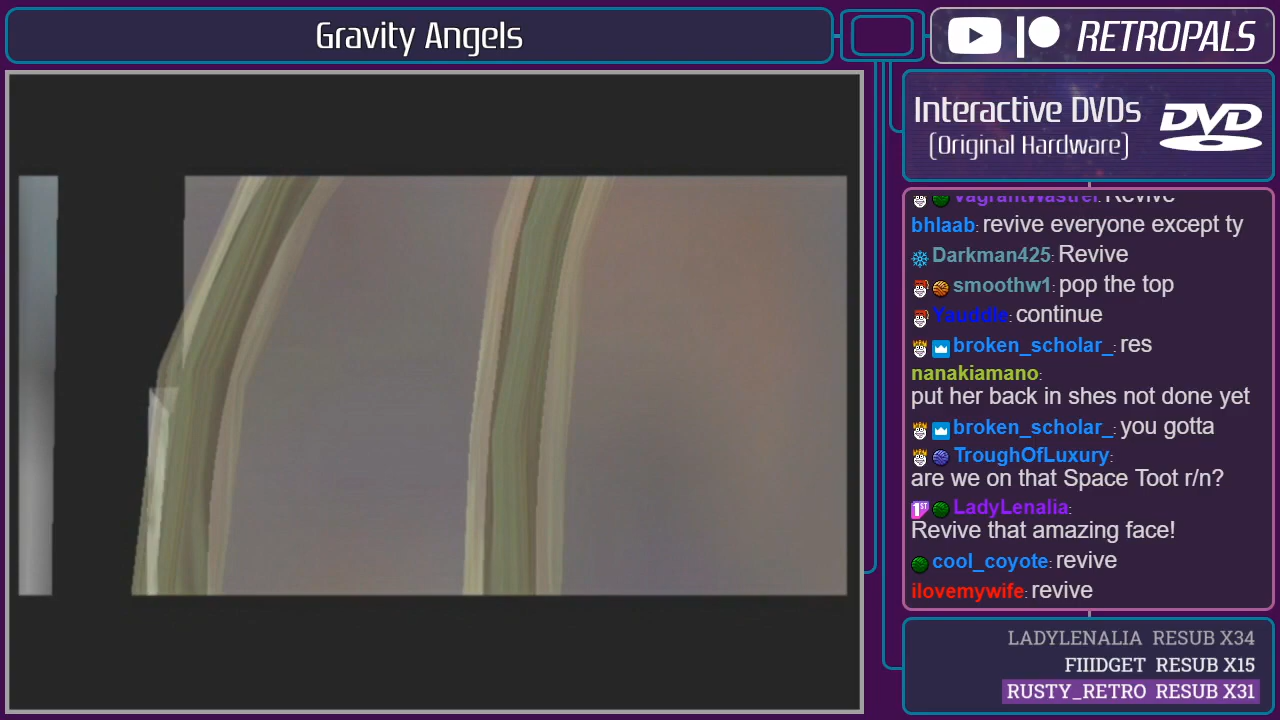 Gravity Angels
RETROPALS
Interactive DVDs
(Original Hardware)
DVD
VagrantWastrel: Revive
bhlaab: revive everyone except ty
Darkman425: Revive
smoothw1: pop the top
Yauddle: continue
broken_scholar_: res
nanakiamano:
put her back in shes not done yet
broken_scholar_: you gotta
TroughOfLuxury:
are we on that Space Toot r/n?
1ST LadyLenalia:
Revive that amazing face!
cool_coyote: revive
ilovemywife: revive
LADYLENALIA RESUB X34
FIIIDGET RESUB X15
RUSTY_RETRO RESUB X31